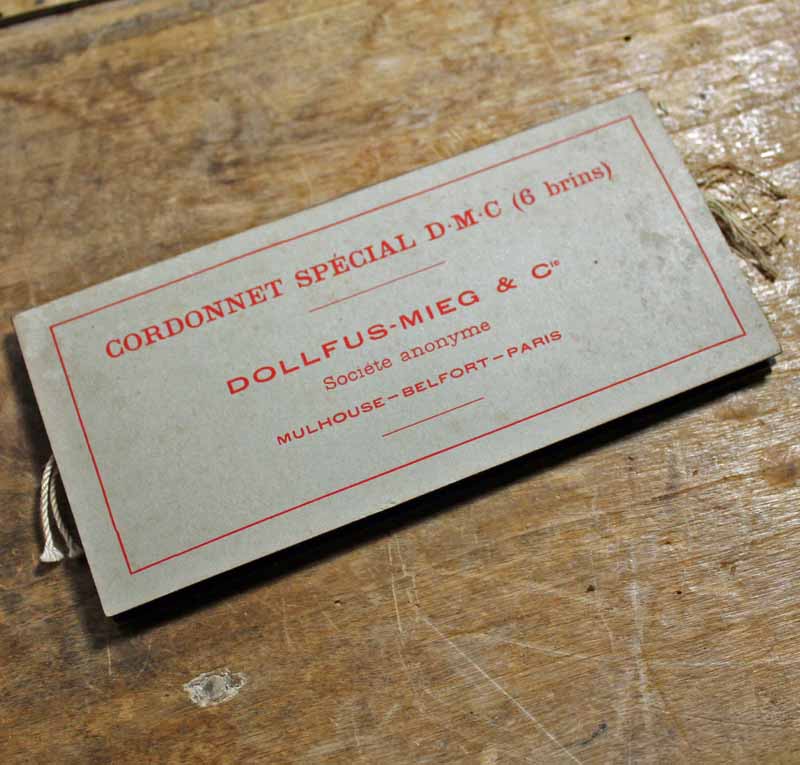 CORDONNET SPÉCIAL D·M·C (6 brins)
DOLLFUS-MIEG & Cie
Société anonyme
MULHOUSE-BELFORT-PARIS